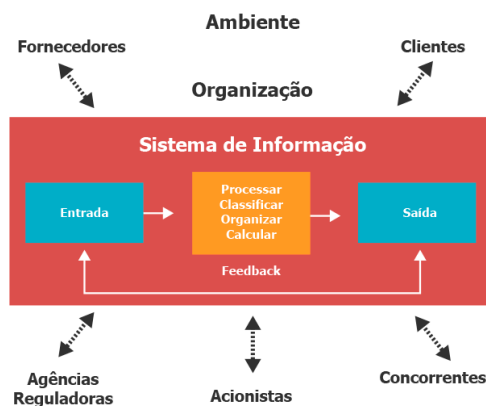 Ambiente
Fornecedores
Clientes
Organização
Sistema de Informação
Entrada
Processar
Classificar
Organizar
Calcular
Saída
Feedback
Agências
Reguladoras
Acionistas
Concorrentes